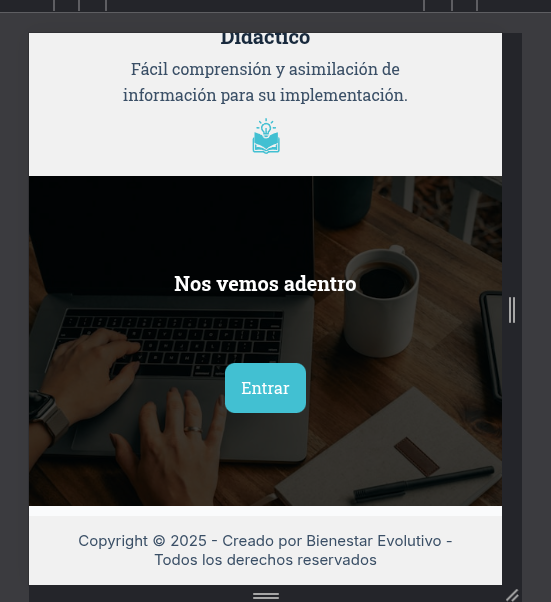 Didáctico
Fácil comprensión y asimilación de
información para su implementación.
Nos vemos adentro
Entrar
Copyright © 2025 - Creado por Bienestar Evolutivo -
Todos los derechos reservados